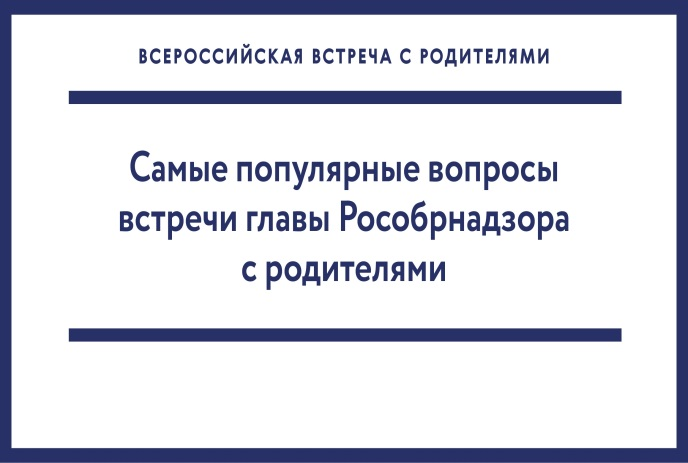 ВСЕРОССИЙСКАЯ ВСТРЕЧА С РОДИТЕЛЯМИ
Самые популярные вопросы
встречи главы Рособрнадзора
с родителями